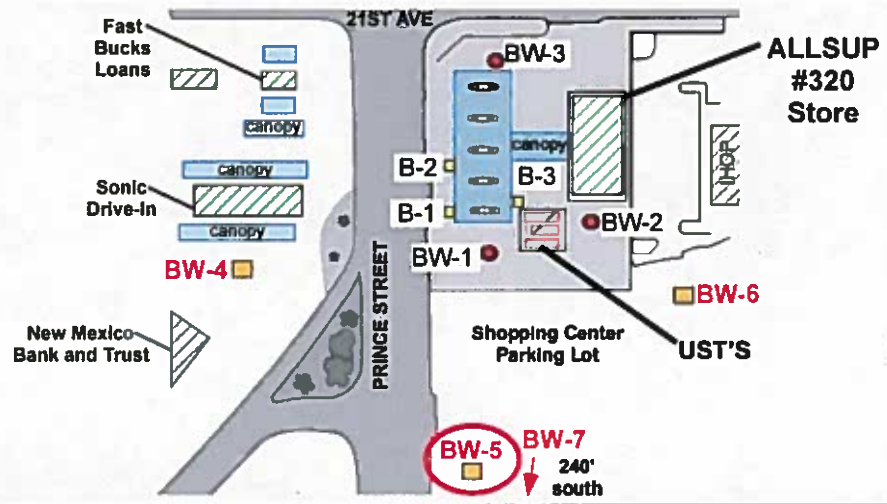 21ST AVE
Fast
Bucks
Loans
canopy
canopy
Sonic
Drive-In
canopy
BW-4
New Mexico
Bank and Trust
PRINCE STREET
BW-3
ALLSUP
#320
Store
canopy
B-2
B-3
B-1
BW-2
BW-1
IHOP
BW-6
Shopping Center
Parking Lot
UST'S
BW-5
BW-7
240'
south